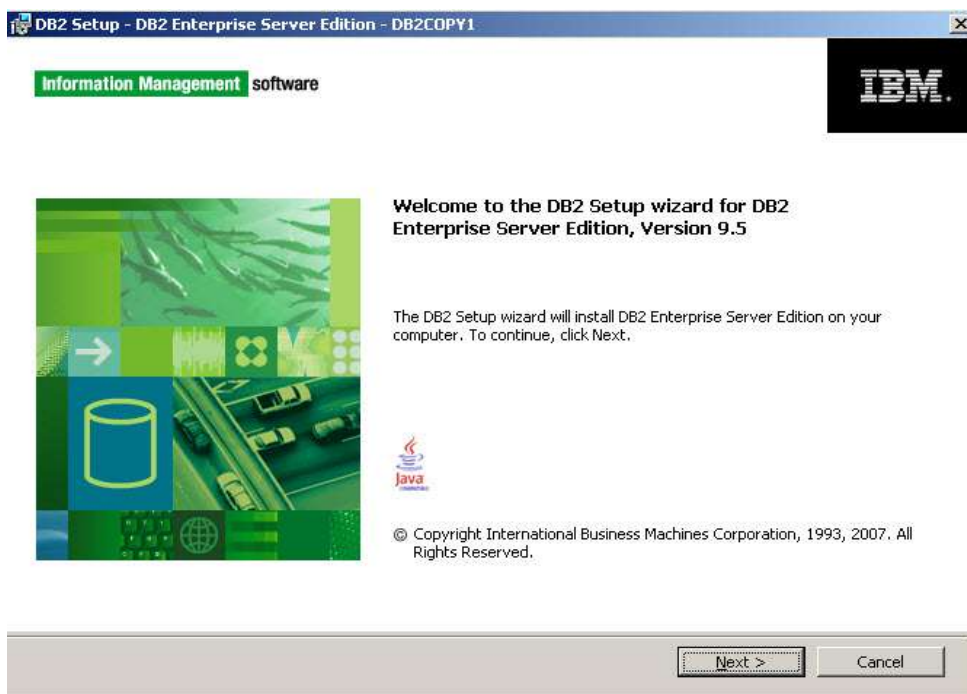 DB2 Setup - DB2 Enterprise Server Edition - DB2COPY1
Information Management software
IBM.
Welcome to the DB2 Setup wizard for DB2
Enterprise Server Edition, Version 9.5
The DB2 Setup wizard will install DB2 Enterprise Server Edition on your
computer. To continue, click Next.
Java
© Copyright International Business Machines Corporation, 1993, 2007. All
Rights Reserved.
Next >
Cancel